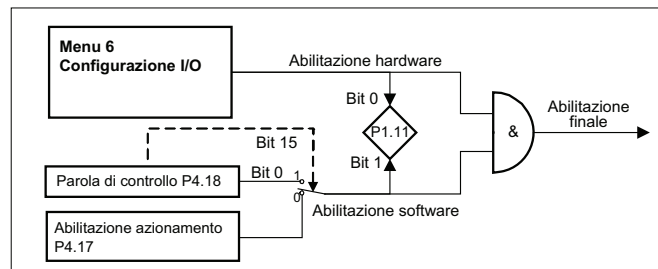 Menu 6
Configurazione I/O
Abilitazione hardware
Bit 0
P1.11
&
Abilitazione
finale
Bit 15
Bit 1
Parola di controllo P4.18
Bit 0
1
0
Abilitazione software
Abilitazione azionamento
P4.17